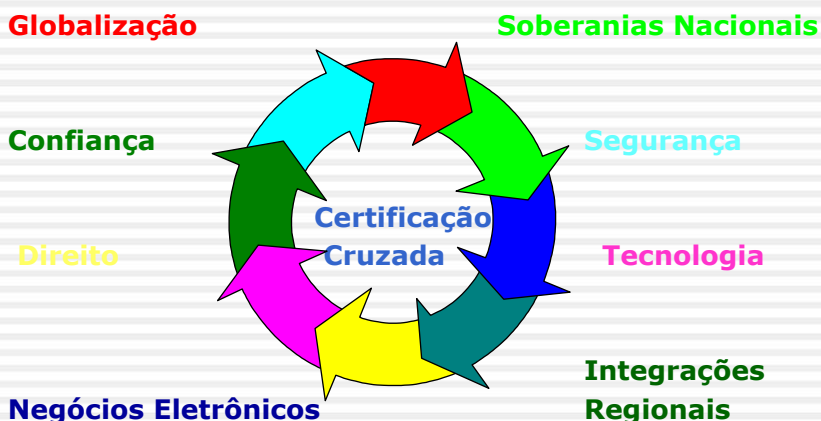 Globalização
Soberanias Nacionais
Confiança
Segurança
Certificação
Cruzada
Direito
Tecnologia
Integrações
Regionais
Negócios Eletrônicos